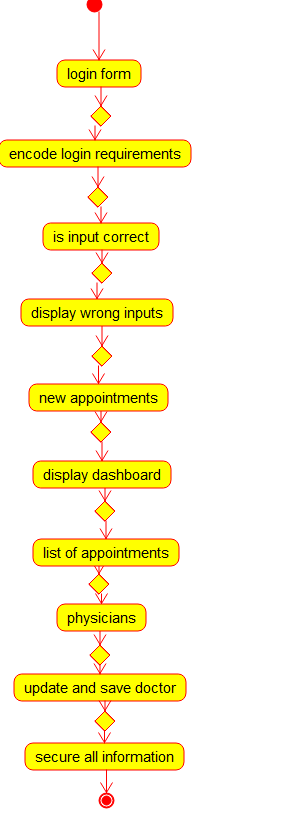 login form
encode login requirements
is input correct
display wrong inputs
new appointments
display dashboard
list of appointments
physicians
update and save doctor
secure all information